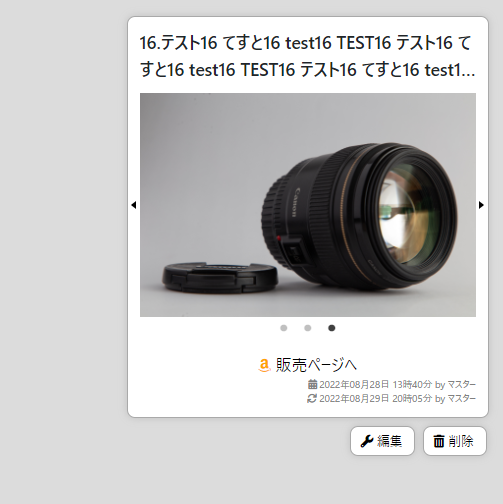 16.テスト16 てすと16 test16 TEST16 テスト16 て
すと16 test16 TEST16 テスト16 てすと16 test1...
Canon
a 販売ページへ
2022年08月28日 13時40分 by マスター
2022年08月29日 20時05分 by マスター
編集 削除